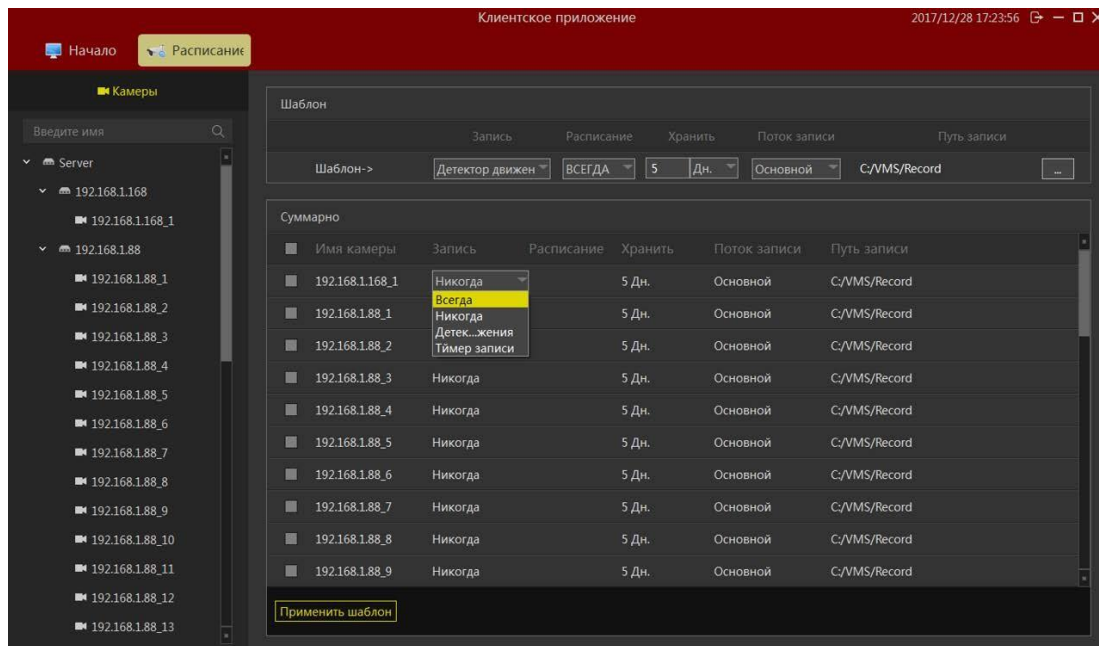 Клиентское приложение 2017/12/28 17:23:56
Начало Расписание
Камеры
Введите имя
Server
192.168.1.168
192.168.1.168_1
192.168.1.88
192.168.1.88_1
192.168.1.88_2
192.168.1.88_3
192.168.1.88_4
192.168.1.88_5
192.168.1.88_6
192.168.1.88_7
192.168.1.88_8
192.168.1.88_9
192.168.1.88_10
192.168.1.88_11
192.168.1.88_12
192.168.1.88_13
Шаблон
Запись Расписание Хранить Поток записи Путь записи
Шаблон-> Детектор движен ВСЕГДА 5 Дн. Основной C:/VMS/Record ...
Суммарно
Имя камеры Запись Расписание Хранить Поток записи Путь записи
192.168.1.168_1 Никогда 5 Дн. Основной C:/VMS/Record
Всегда
Никогда
Детек...жения
Тймер записи
192.168.1.88_1 5 Дн. Основной C:/VMS/Record
192.168.1.88_2 5 Дн. Основной C:/VMS/Record
192.168.1.88_3 Никогда 5 Дн. Основной C:/VMS/Record
192.168.1.88_4 Никогда 5 Дн. Основной C:/VMS/Record
192.168.1.88_5 Никогда 5 Дн. Основной C:/VMS/Record
192.168.1.88_6 Никогда 5 Дн. Основной C:/VMS/Record
192.168.1.88_7 Никогда 5 Дн. Основной C:/VMS/Record
192.168.1.88_8 Никогда 5 Дн. Основной C:/VMS/Record
192.168.1.88_9 Никогда 5 Дн. Основной C:/VMS/Record
Применить шаблон